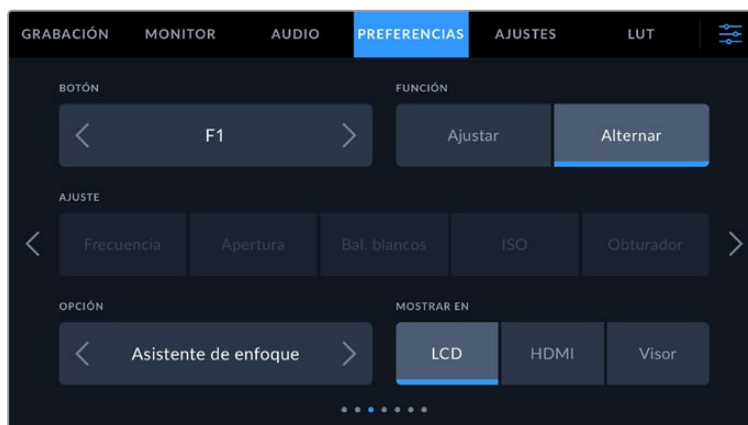 GRABACIÓN MONITOR AUDIO PREFERENCIAS AJUSTES LUT
BOTÓN FUNCIÓN
F1 Ajustar Alternar
AJUSTE
Frecuencia Apertura Bal. blancos ISO Obturador
OPCIÓN MOSTRAR EN
Asistente de enfoque LCD HDMI Visor